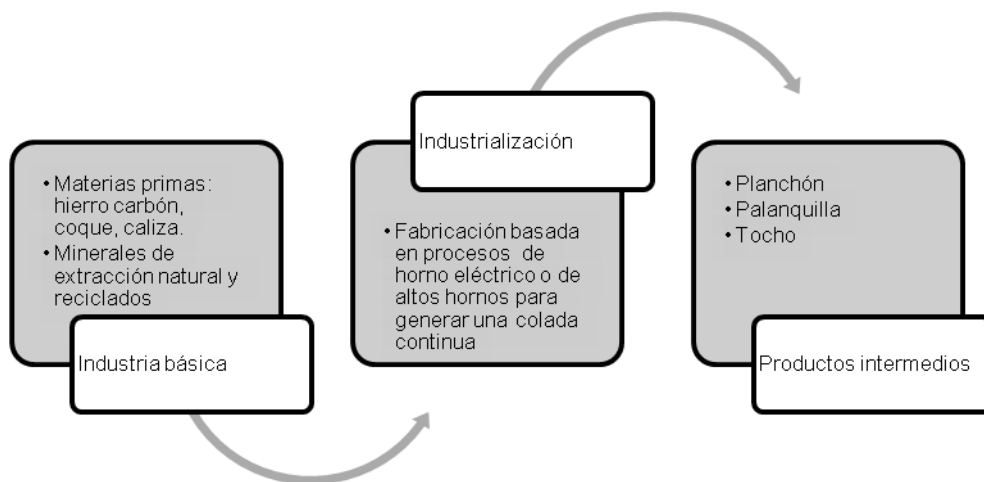 • Materias primas:
hierro carbón,
coque, caliza.
• Minerales de
extracción natural y
reciclados
Industria básica
Industrialización
• Fabricación basada
en procesos de
horno eléctrico o de
altos hornos para
generar una colada
continua
• Planchón
• Palanquilla
• Tocho
Productos intermedios